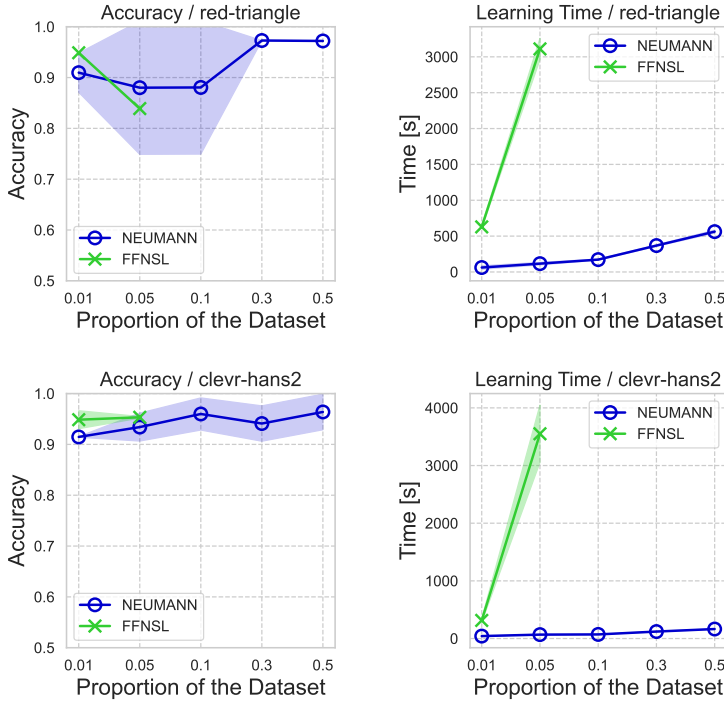 Accuracy / red-triangle
1.0
0.9
0.8
0.7
0.6
0.5
Accuracy
NEUMANN
FFNSL
0.01 0.05 0.1 0.3 0.5
Proportion of the Dataset
Learning Time / red-triangle
3000
2500
2000
1500
1000
500
0
Time [s]
NEUMANN
FFNSL
0.01 0.05 0.1 0.3 0.5
Proportion of the Dataset
Accuracy / clevr-hans2
1.0
0.9
0.8
0.7
0.6
0.5
Accuracy
NEUMANN
FFNSL
0.01 0.05 0.1 0.3 0.5
Proportion of the Dataset
Learning Time / clevr-hans2
4000
3000
2000
1000
0
Time [s]
NEUMANN
FFNSL
0.01 0.05 0.1 0.3 0.5
Proportion of the Dataset